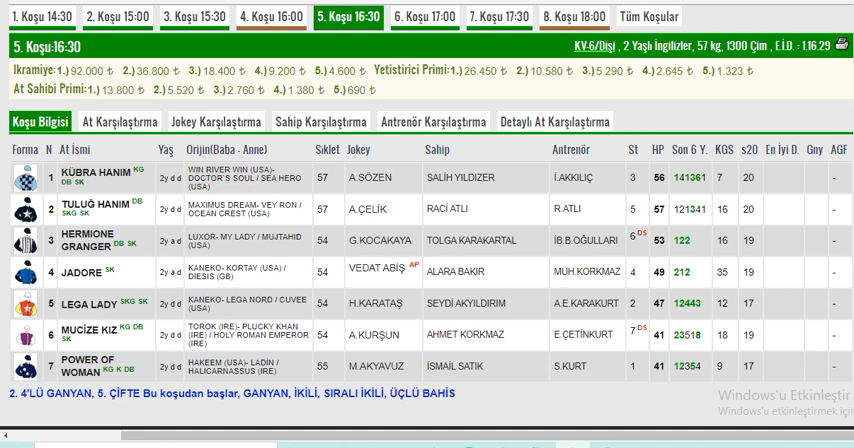 1. Koşu 14:30 2. Koşu 15:00 3. Koşu 15:30 4. Koşu 16:00 5. Koşu 16:30 6. Koşu 17:00 7. Koşu 17:30 8. Koşu 18:00 Tüm Koşular
5. Koşu:16:30 KV-6/Dişi , 2 Yaşlı İngilizler, 57 kg, 1300 Çim , E.İ.D. : 1.16.29
Ikramiye:1.) 92.000 ₺ 2.) 36.800 ₺ 3.) 18.400 ₺ 4.) 9.200 ₺ 5.) 4.600 ₺ Yetistirici Primi:1.) 26.450 ₺ 2.) 10.580 ₺ 3.) 5.290 ₺ 4.) 2.645 ₺ 5.) 1.323 ₺
At Sahibi Primi:1.) 13.800 ₺ 2.) 5.520 ₺ 3.) 2.760 ₺ 4.) 1.380 ₺ 5.) 690 ₺
Koşu Bilgisi At Karşılaştırma Jokey Karşılaştırma Sahip Karşılaştırma Antrenör Karşılaştırma Detaylı At Karşılaştırma
Forma N At İsmi Yaş Orijin(Baba - Anne) Sıklet Jokey Sahip Antrenör St HP Son 6 Y. KGS s20 En İyi D. Gny AGF
1 KÜBRA HANIM KG DB SK 2y d d WIN RIVER WIN (USA)- DOCTOR'S SOUL / SEA HERO (USA) 57 A.SÖZEN SALİH YILDIZER İ.AKKILIÇ 3 56 141361 7 20 -
2 TULUĞ HANIM DB SKG SK 2y d d MAXIMUS DREAM- VEY RON / OCEAN CREST (USA) 57 A.ÇELİK RACİ ATLI R.ATLI 5 57 121341 16 20 -
3 HERMIONE GRANGER DB SK 2y d d LUXOR- MY LADY / MUJTAHID (USA) 54 G.KOCAKAYA TOLGA KARAKARTAL İB.B.OĞULLARI 6 DS 53 122 16 19 -
4 JADORE SK 2y d d KANEKO- KORTAY (USA) / DIESIS (GB) 54 VEDAT ABİŞ AP ALARA BAKIR MUH.KORKMAZ 4 49 212 35 19 -
5 LEGA LADY SKG SK 2y d d KANEKO- LEGA NORD / CUVEE (USA) 54 H.KARATAŞ SEYDİ AKYILDIRIM A.E.KARAKURT 2 47 12443 12 17 -
6 MUCİZE KIZ KG DB SK 2y d d TOROK (IRE)- PLUCKY KHAN (IRE) / HOLY ROMAN EMPEROR (IRE) 54 A.KURŞUN AHMET KORKMAZ E.ÇETİNKURT 7 DS 41 23518 18 19 -
7 POWER OF WOMAN KG K DB 2y d d HAKEEM (USA)- LADİN / HALICARNASSUS (IRE) 55 M.AKYAVUZ İSMAİL SATIK S.KURT 1 41 12354 9 17 -
2. 4'LÜ GANYAN, 5. ÇİFTE Bu koşudan başlar, GANYAN, İKİLİ, SIRALI İKİLİ, ÜÇLÜ BAHİS
Windows'u Etkinleştir
Windows'u etkinleştirmek için